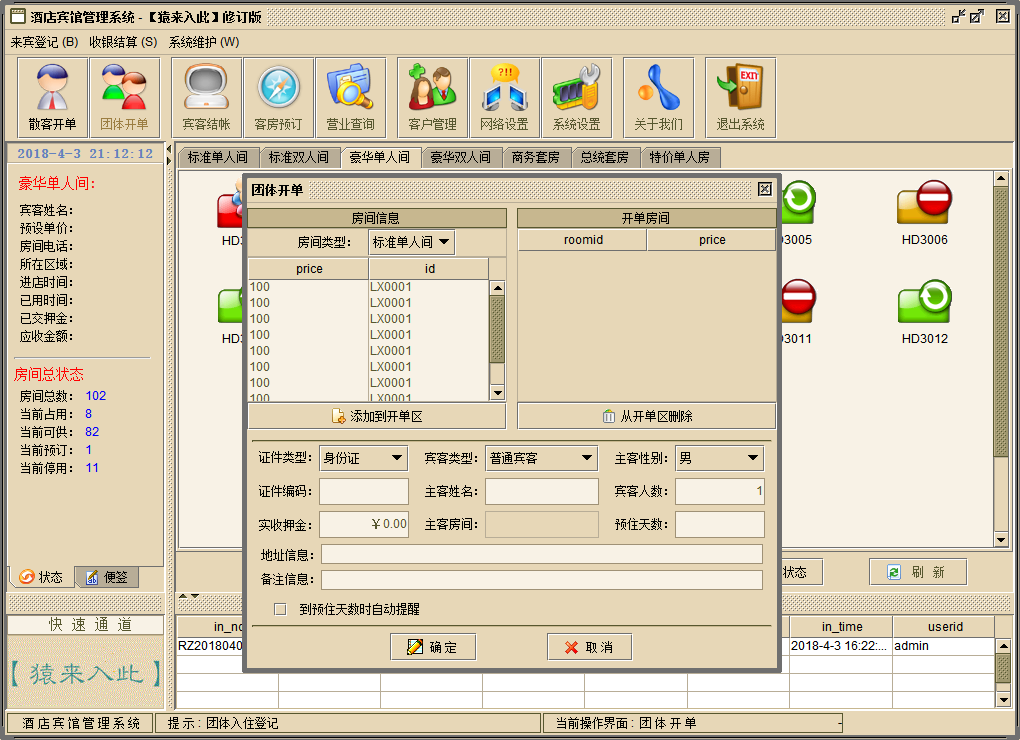 酒店宾馆管理系统 - 【猿来入此】修订版
来宾登记 (B) 收银结算 (S) 系统维护 (W)
散客开单 团体开单 宾客结帐 客房预订 营业查询 客户管理 网络设置 系统设置 关于我们 退出系统
EXIT
?!!
2018-4-3 21:12:12
标准单人间 标准双人间 豪华单人间 豪华双人间 商务套房 总统套房 特价单人房
豪华单人间:
宾客姓名:
预设单价:
房间电话:
所在区域:
进店时间:
已用时间:
已交押金:
应收金额:
房间总状态
房间总数: 102
当前占用: 8
当前可供: 82
当前预订: 1
当前停用: 11
状态 便签
快 速 通 道
【猿来入此】
HD3006
HD3012
3005
3011
团体开单
房间信息 开单房间
房间类型: 标准单人间
price id roomid price
100 LX0001
100 LX0001
100 LX0001
100 LX0001
100 LX0001
100 LX0001
100 LX0001
100 LX0001
添加到开单区 从开单区删除
证件类型: 身份证 宾客类型: 普通宾客 主客性别: 男
证件编码: 主客姓名: 宾客人数: 1
实收押金: ￥0.00 主客房间: 预住天数:
地址信息:
备注信息:
到预住天数时自动提醒
确定 取消
状态 刷 新
in_no in_time userid
RZ2018040 2018-4-3 16:22:... admin
酒店宾馆管理系统 提示 : 团体入住登记 当前操作界面 : 团 体 开 单